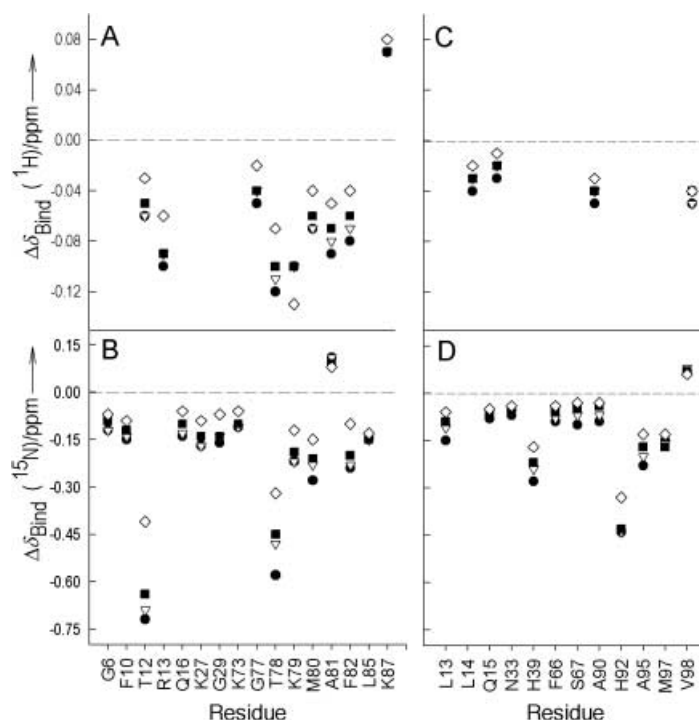 A
C
0.08
0.04
0.00
-0.04
-0.08
-0.12
Δδ_Bind (¹H)/ppm ⟶
B
D
0.15
0.00
-0.15
-0.30
-0.45
-0.60
-0.75
Δδ_Bind (¹⁵N)/ppm ⟶
G6
F10
T12
R13
Q16
K27
G29
K73
G77
T78
K79
M80
A81
F82
L85
K87
Residue
L13
L14
Q15
N33
H39
F66
S67
A90
H92
A95
M97
V98
Residue